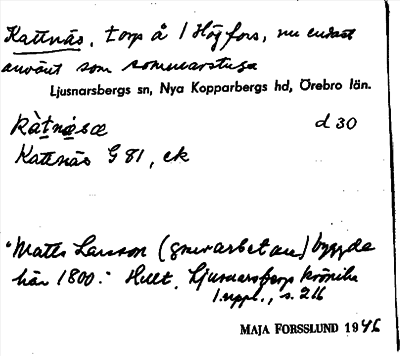 Kattnäs, torp å 1 Högfors, nu endast
använt som sommarstuga
Ljusnarsbergs sn, Nya Kopparbergs hd, Örebro län.
d 30
Kattnäs G 81, ek
"Matts Larsson (gruvarbetare) byggde
här 1800." Hult, Ljusnarsbergs krönika
1 uppl., s. 216
MAJA FORSSLUND 1946